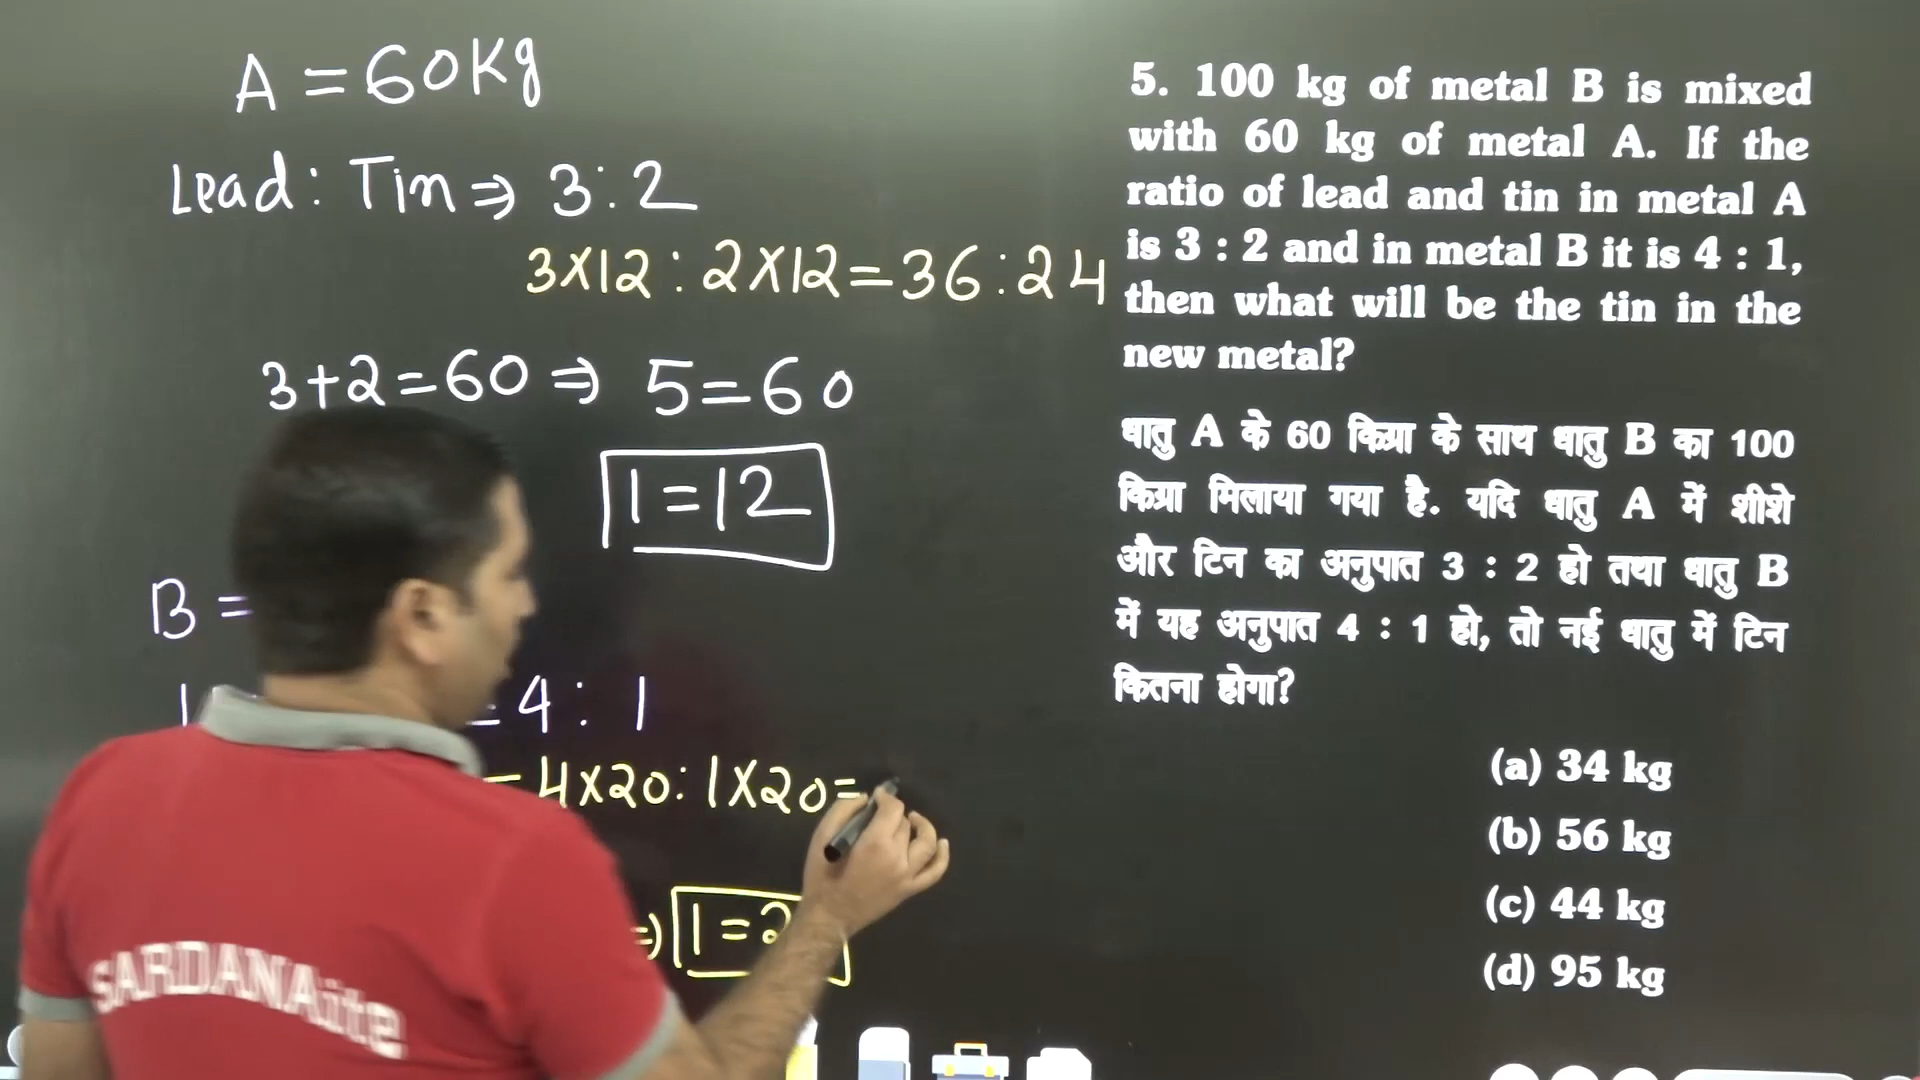 A = 60Kg
Lead : Tin ⇒ 3:2
3X12 : 2X12 = 36:24
3+2=60 ⇒ 5=60
1=12
B =
= 4 : 1
= 4X20 : 1X20 =
⇒ 1=2
SARDANAite
5. 100 kg of metal B is mixed
with 60 kg of metal A. If the
ratio of lead and tin in metal A
is 3 : 2 and in metal B it is 4 : 1,
then what will be the tin in the
new metal?
धातु A के 60 किग्रा के साथ धातु B का 100
किग्रा मिलाया गया है. यदि धातु A में शीशे
और टिन का अनुपात 3 : 2 हो तथा धातु B
में यह अनुपात 4 : 1 हो, तो नई धातु में टिन
कितना होगा?
(a) 34 kg
(b) 56 kg
(c) 44 kg
(d) 95 kg